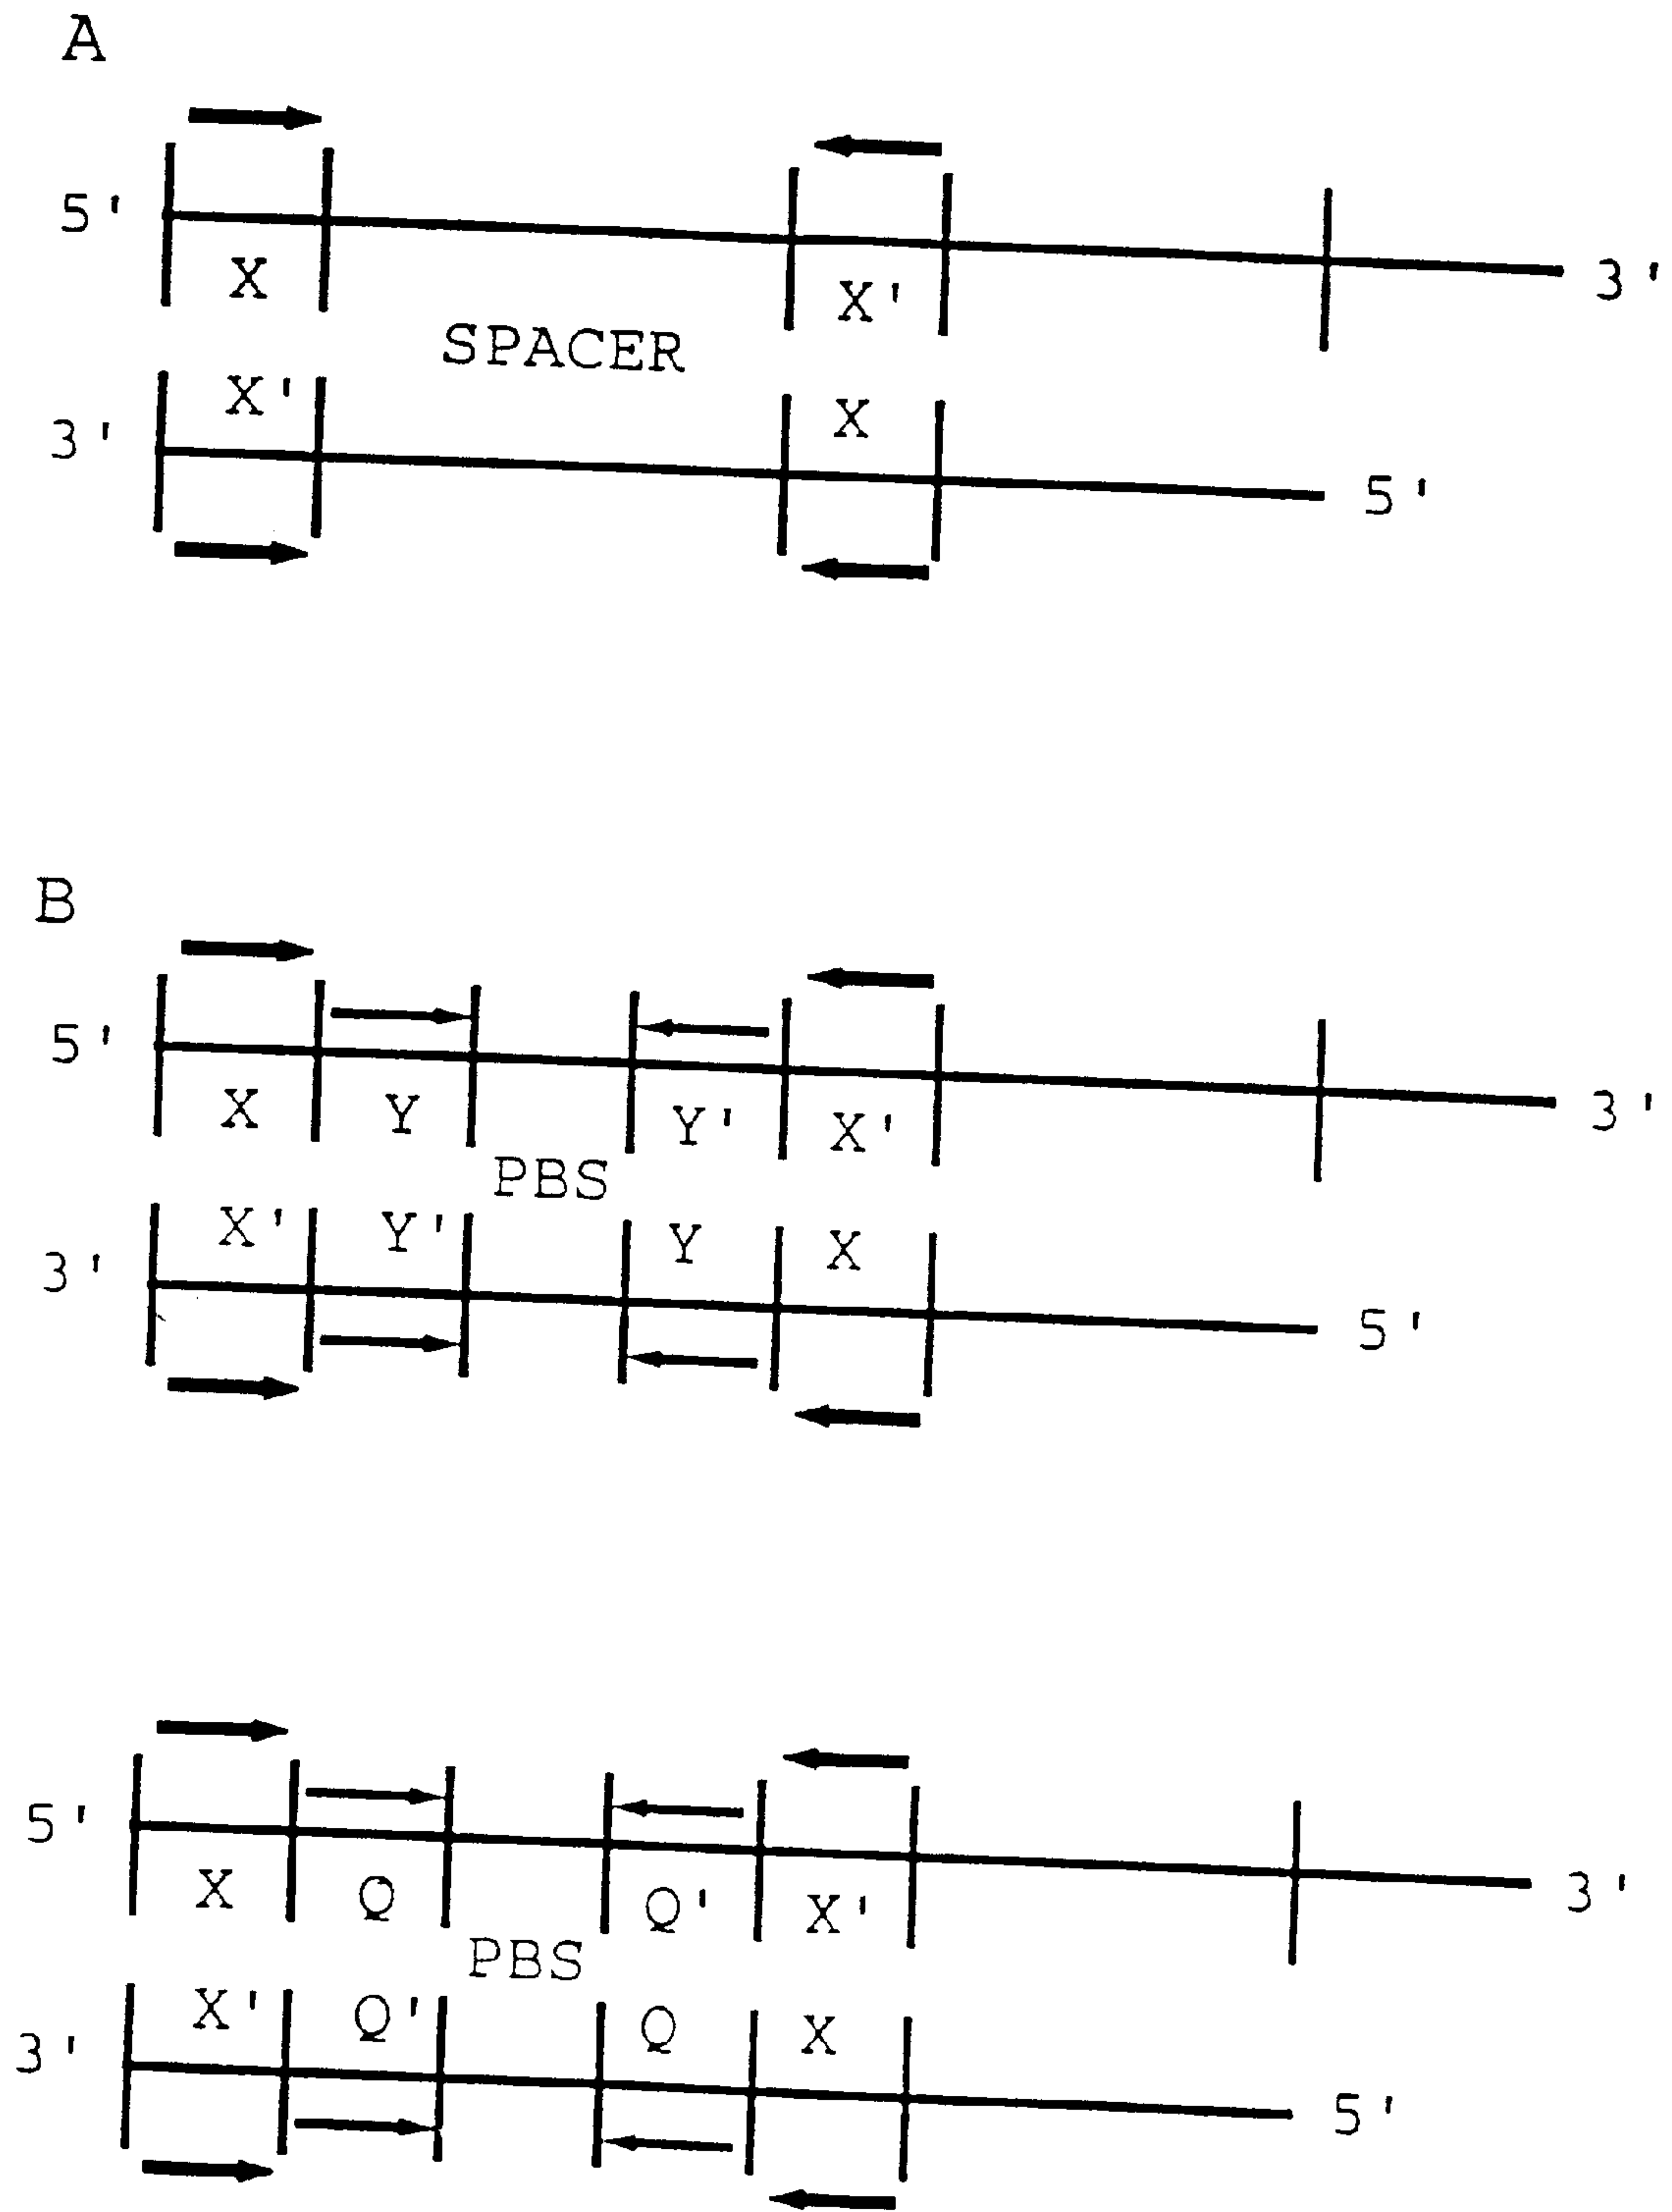 A
5' X X' 3'
SPACER
3' X' X 5'
B
5' X Y Y' X' 3'
PBS
3' X' Y' Y X 5'
5' X Q Q' X' 3'
PBS
3' X' Q' Q X 5'